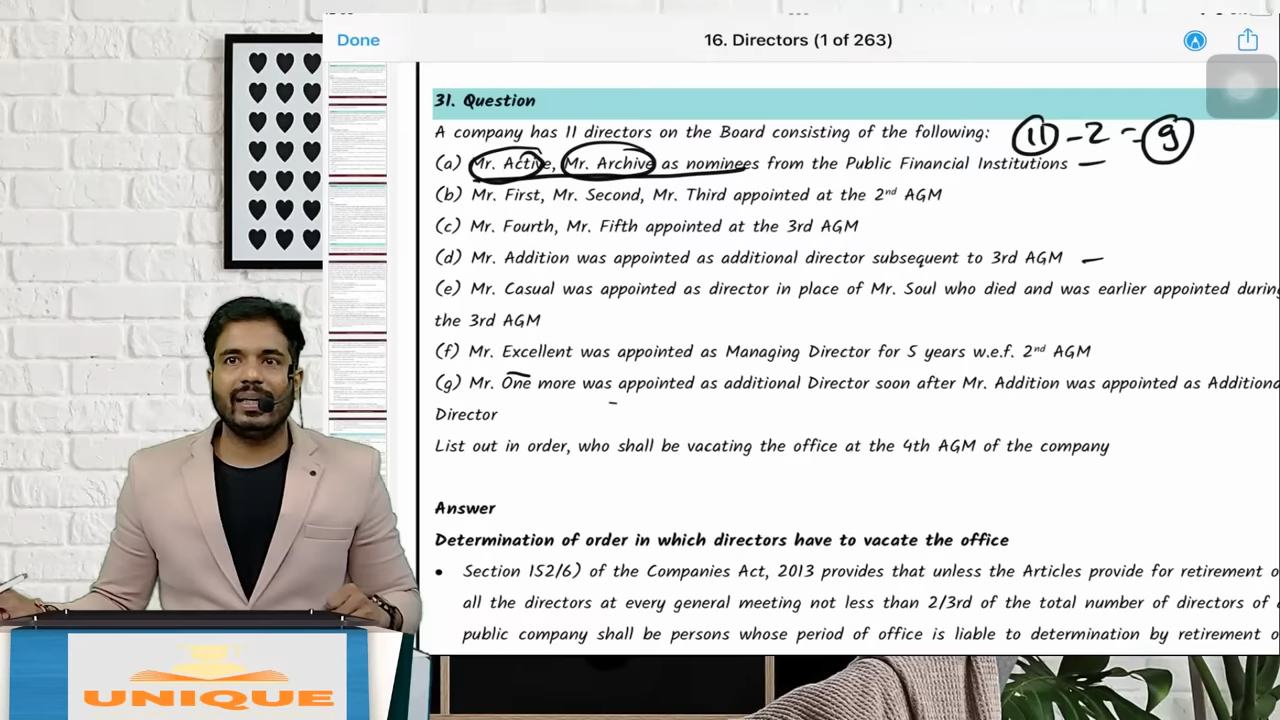 Done
16. Directors (1 of 263)
31. Question
A company has 11 directors on the Board consisting of the following:
11 - 2 - 9
(a) Mr. Active, Mr. Archive as nominees from the Public Financial Institutions
(b) Mr. First, Mr. Second, Mr. Third appointed at the 2nd AGM
(c) Mr. Fourth, Mr. Fifth appointed at the 3rd AGM
(d) Mr. Addition was appointed as additional director subsequent to 3rd AGM
(e) Mr. Casual was appointed as director in place of Mr. Soul who died and was earlier appointed durin
the 3rd AGM
(f) Mr. Excellent was appointed as Managing Director for 5 years w.e.f. 2nd AGM
(g) Mr. more was appointed as additional Director soon after Mr. Addition is appointed as Additiona
Director
List out in order, who shall be vacating the office at the 4th AGM of the company
Answer
Determination of order in which directors have to vacate the office
• Section 152(6) of the Companies Act, 2013 provides that unless the Articles provide for retirement o
all the directors at every general meeting not less than 2/3rd of the total number of directors of
public company shall be persons whose period of office is liable to determination by retirement o
UNIQUE